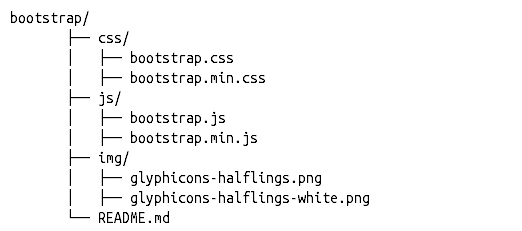 bootstrap/
├── css/
│   ├── bootstrap.css
│   ├── bootstrap.min.css
├── js/
│   ├── bootstrap.js
│   ├── bootstrap.min.js
├── img/
│   ├── glyphicons-halflings.png
│   ├── glyphicons-halflings-white.png
└── README.md